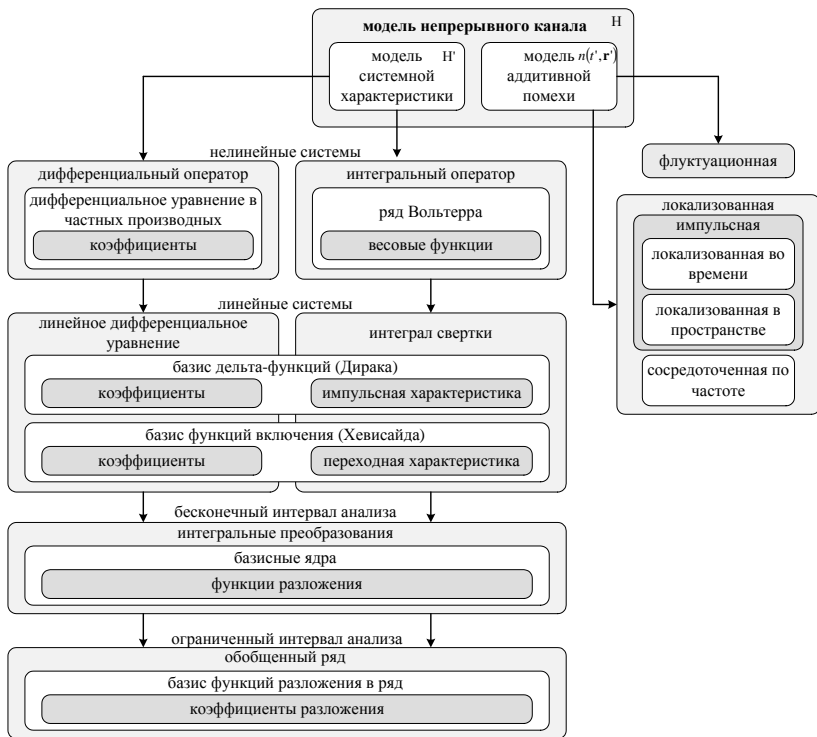 модель непрерывного канала H
модель H'
системной
характеристики
модель n(t',r')
аддитивной
помехи
нелинейные системы
дифференциальный оператор
дифференциальное уравнение в
частных производных
коэффициенты
интегральный оператор
ряд Вольтерра
весовые функции
флуктуационная
локализованная
импульсная
локализованная во
времени
локализованная в
пространстве
сосредоточенная по
частоте
линейные системы
линейное дифференциальное
уравнение
интеграл свертки
базис дельта-функций (Дирака)
коэффициенты
импульсная характеристика
базис функций включения (Хевисайда)
коэффициенты
переходная характеристика
бесконечный интервал анализа
интегральные преобразования
базисные ядра
функции разложения
ограниченный интервал анализа
обобщенный ряд
базис функций разложения в ряд
коэффициенты разложения